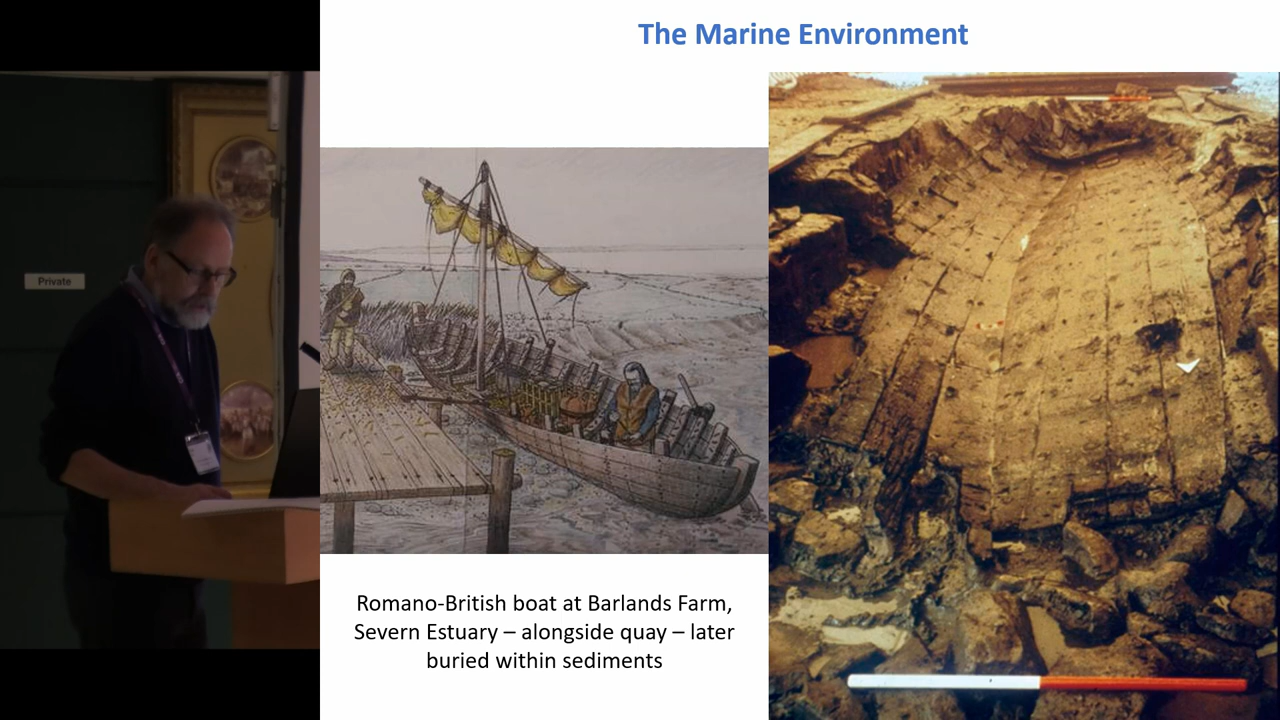 The Marine Environment
Private
Romano-British boat at Barlands Farm,
Severn Estuary – alongside quay – later
buried within sediments